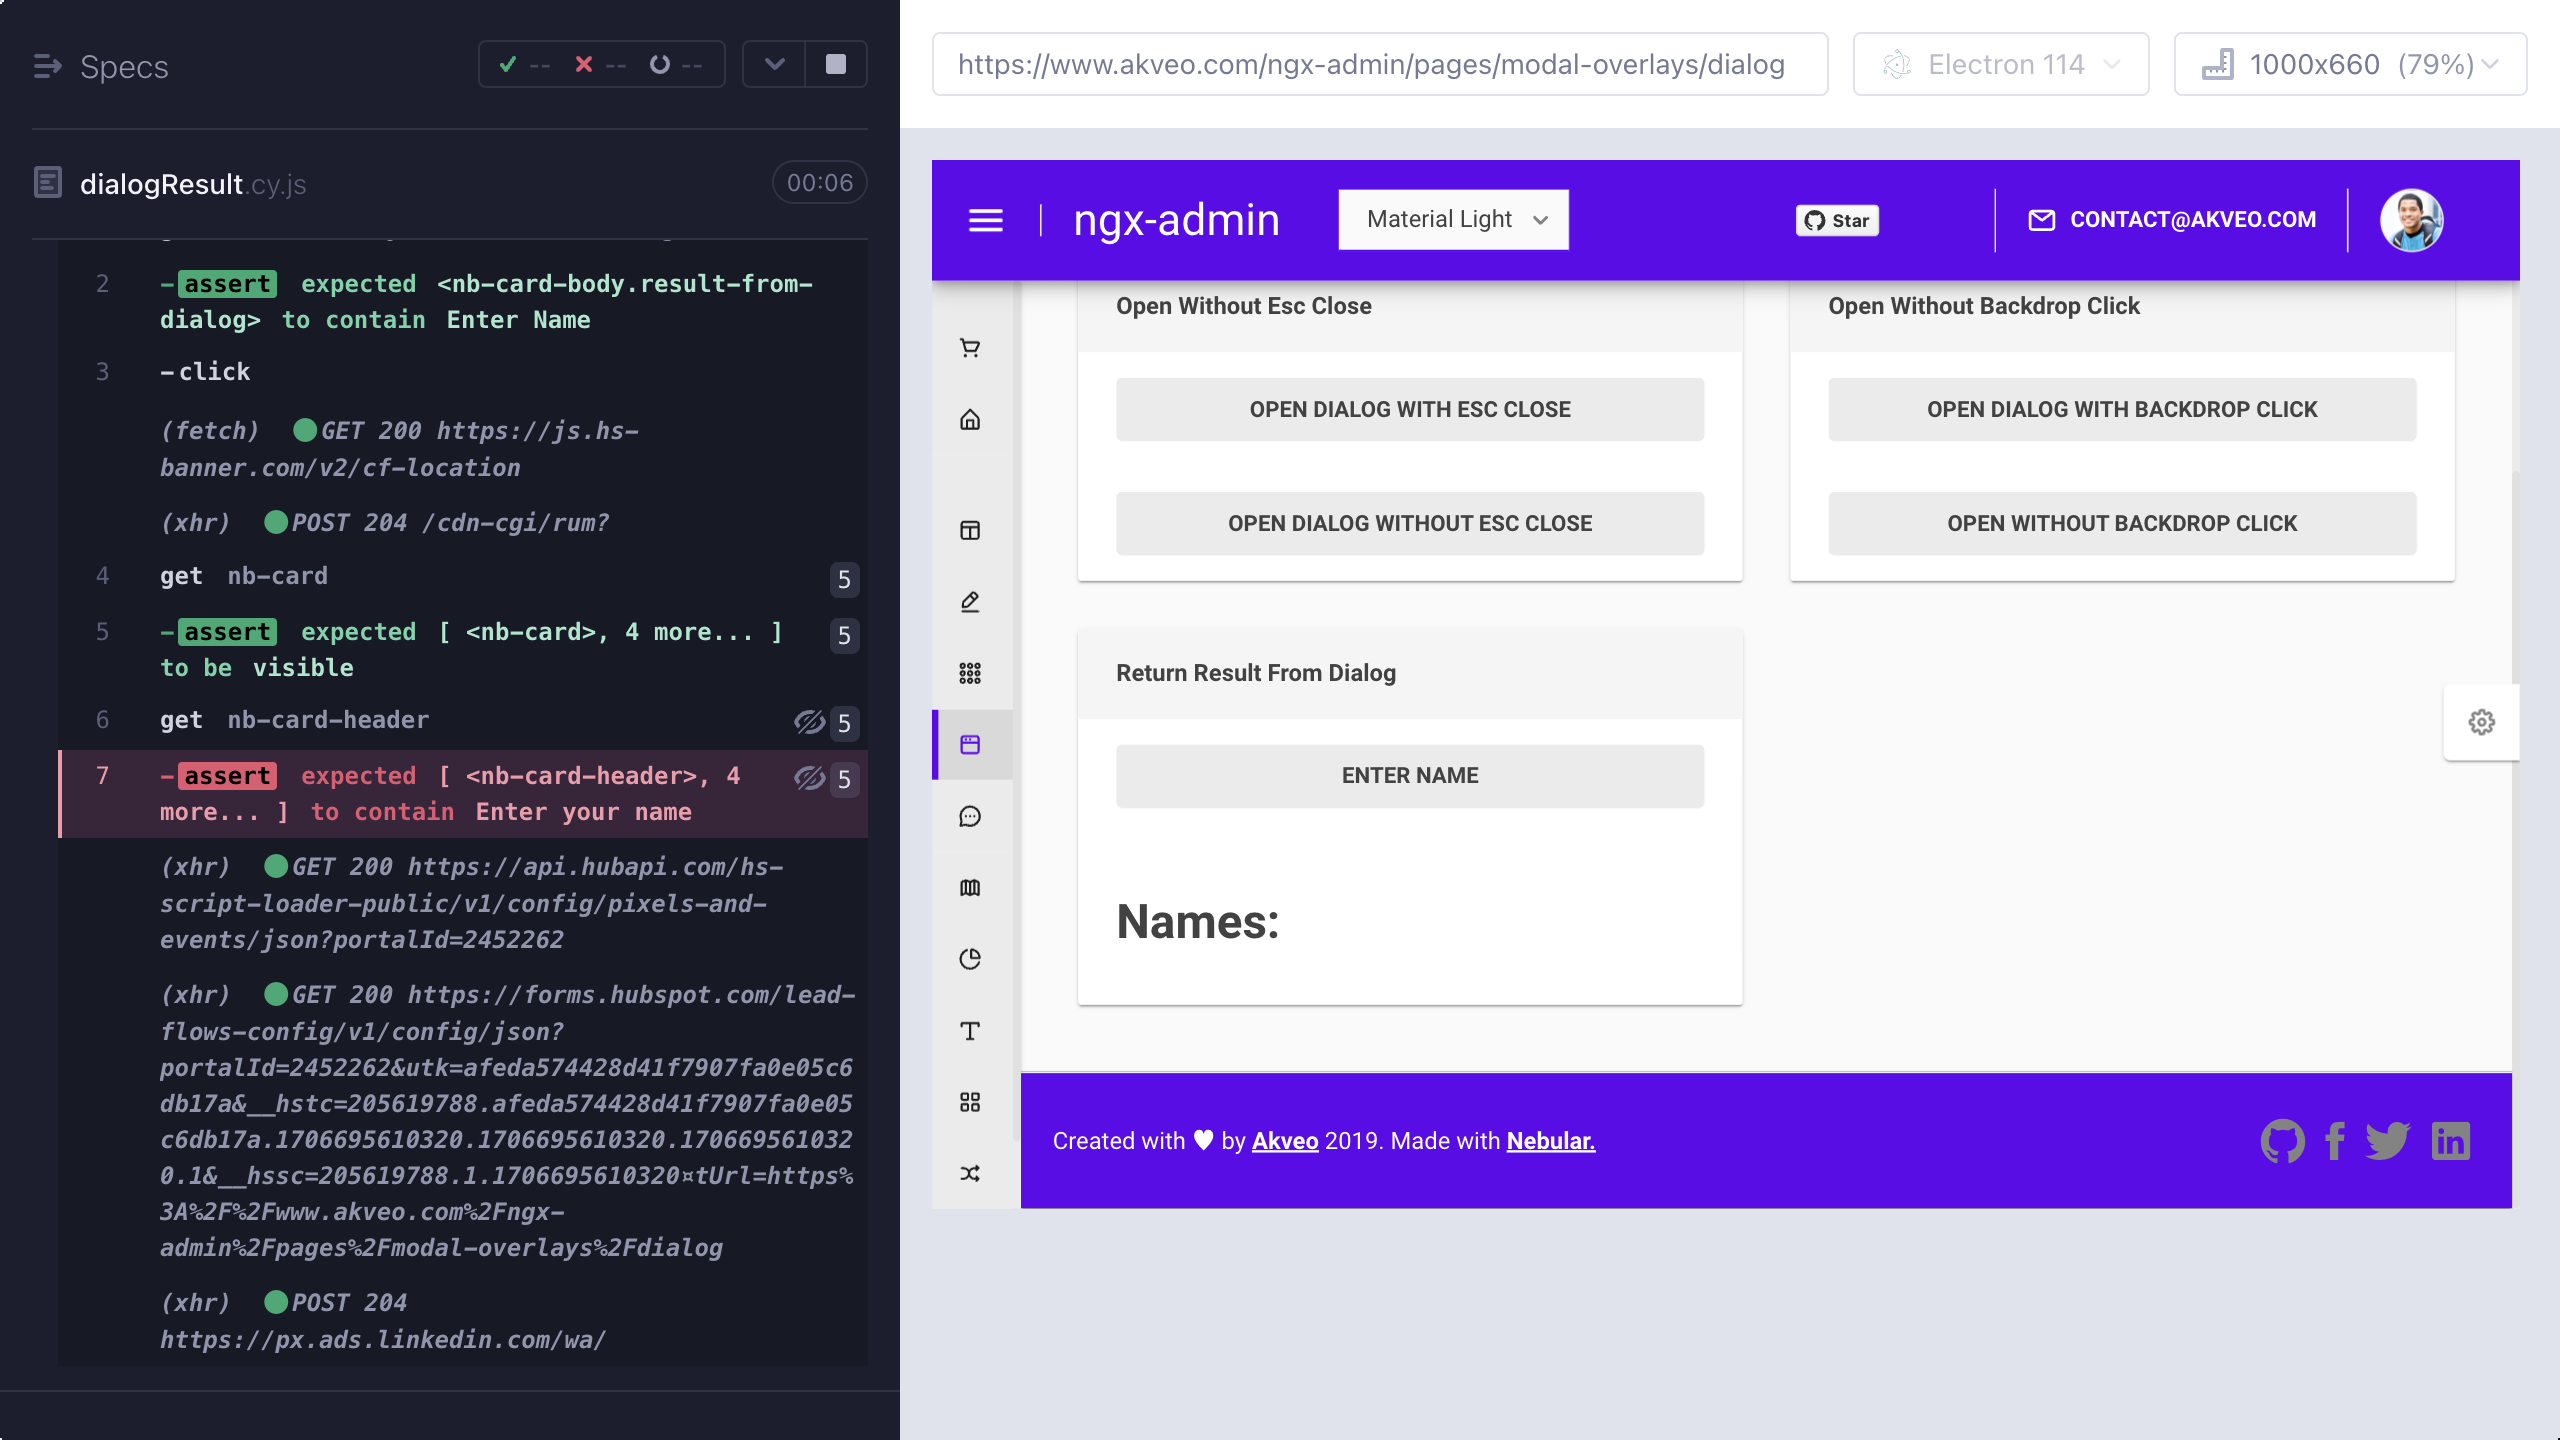 Specs
-- -- --
dialogResult.cy.js
00:06
2 -assert expected <nb-card-body.result-from-
dialog> to contain Enter Name
3 -click
(fetch) GET 200 https://js.hs-
banner.com/v2/cf-location
(xhr) POST 204 /cdn-cgi/rum?
4 get nb-card 5
5 -assert expected [ <nb-card>, 4 more... ] 5
to be visible
6 get nb-card-header 5
7 -assert expected [ <nb-card-header>, 4 5
more... ] to contain Enter your name
(xhr) GET 200 https://api.hubapi.com/hs-
script-loader-public/v1/config/pixels-and-
events/json?portalId=2452262
(xhr) GET 200 https://forms.hubspot.com/lead-
flows-config/v1/config/json?
portalId=2452262&utk=afeda574428d41f7907fa0e05c6
db17a&__hstc=205619788.afeda574428d41f7907fa0e05
c6db17a.1706695610320.1706695610320.170669561032
0.1&__hssc=205619788.1.1706695610320¤tUrl=https%
3A%2F%2Fwww.akveo.com%2Fngx-
admin%2Fpages%2Fmodal-overlays%2Fdialog
(xhr) POST 204
https://px.ads.linkedin.com/wa/
https://www.akveo.com/ngx-admin/pages/modal-overlays/dialog
Electron 114
1000x660 (79%)
ngx-admin
Material Light
Star
CONTACT@AKVEO.COM
Open Without Esc Close
OPEN DIALOG WITH ESC CLOSE
OPEN DIALOG WITHOUT ESC CLOSE
Open Without Backdrop Click
OPEN DIALOG WITH BACKDROP CLICK
OPEN WITHOUT BACKDROP CLICK
Return Result From Dialog
ENTER NAME
Names:
Created with ♥ by Akveo 2019. Made with Nebular.